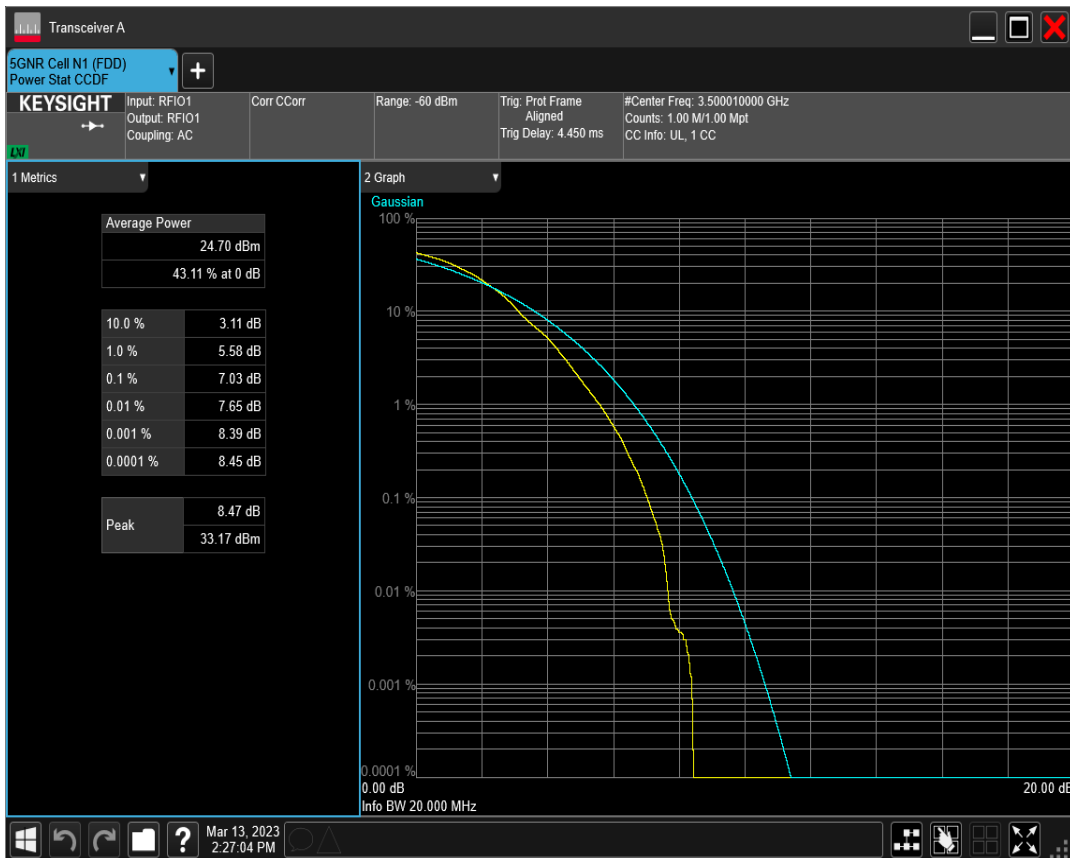 Transceiver A
5GNR Cell N1 (FDD)
Power Stat CCDF
KEYSIGHT
LXI
Input: RFIO1
Output: RFIO1
Coupling: AC
Corr CCorr
Range: -60 dBm
Trig: Prot Frame
Aligned
Trig Delay: 4.450 ms
#Center Freq: 3.500010000 GHz
Counts: 1.00 M/1.00 Mpt
CC Info: UL, 1 CC
1 Metrics
Average Power
24.70 dBm
43.11 % at 0 dB
10.0 % 3.11 dB
1.0 % 5.58 dB
0.1 % 7.03 dB
0.01 % 7.65 dB
0.001 % 8.39 dB
0.0001 % 8.45 dB
Peak
8.47 dB
33.17 dBm
2 Graph
Gaussian
100 %
10 %
1 %
0.1 %
0.01 %
0.001 %
0.0001 %
0.00 dB 20.00 dB
Info BW 20.000 MHz
?
Mar 13, 2023
2:27:04 PM